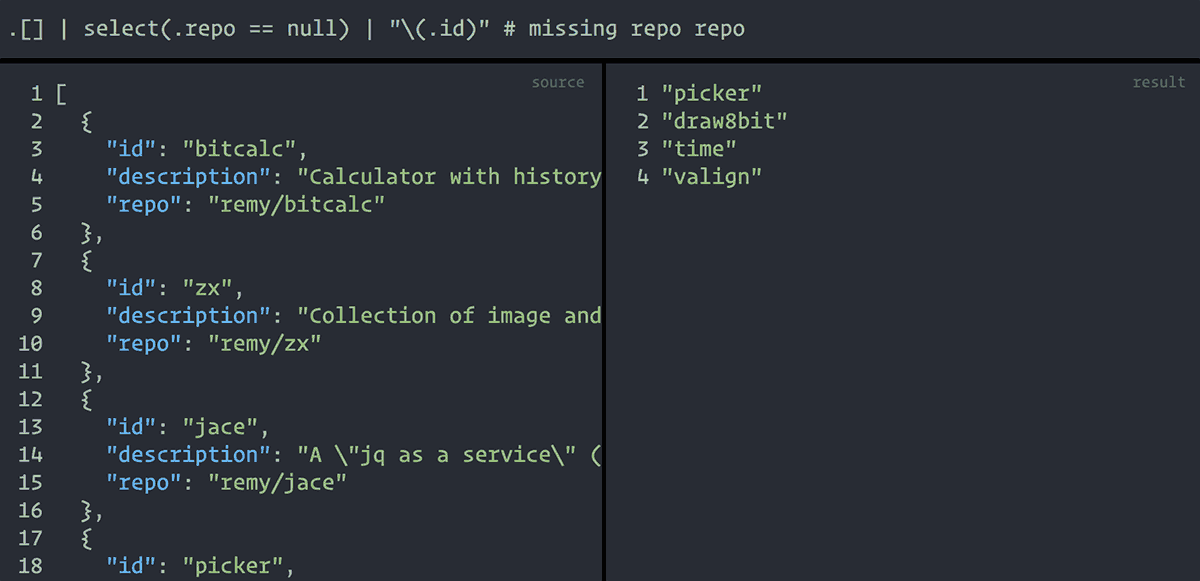 .[] | select(.repo == null) | "\(.id)" # missing repo repo
source
1 [
2   {
3     "id": "bitcalc",
4     "description": "Calculator with history
5     "repo": "remy/bitcalc"
6   },
7   {
8     "id": "zx",
9     "description": "Collection of image and
10     "repo": "remy/zx"
11   },
12   {
13     "id": "jace",
14     "description": "A \"jq as a service\" (
15     "repo": "remy/jace"
16   },
17   {
18     "id": "picker",
result
1 "picker"
2 "draw8bit"
3 "time"
4 "valign"